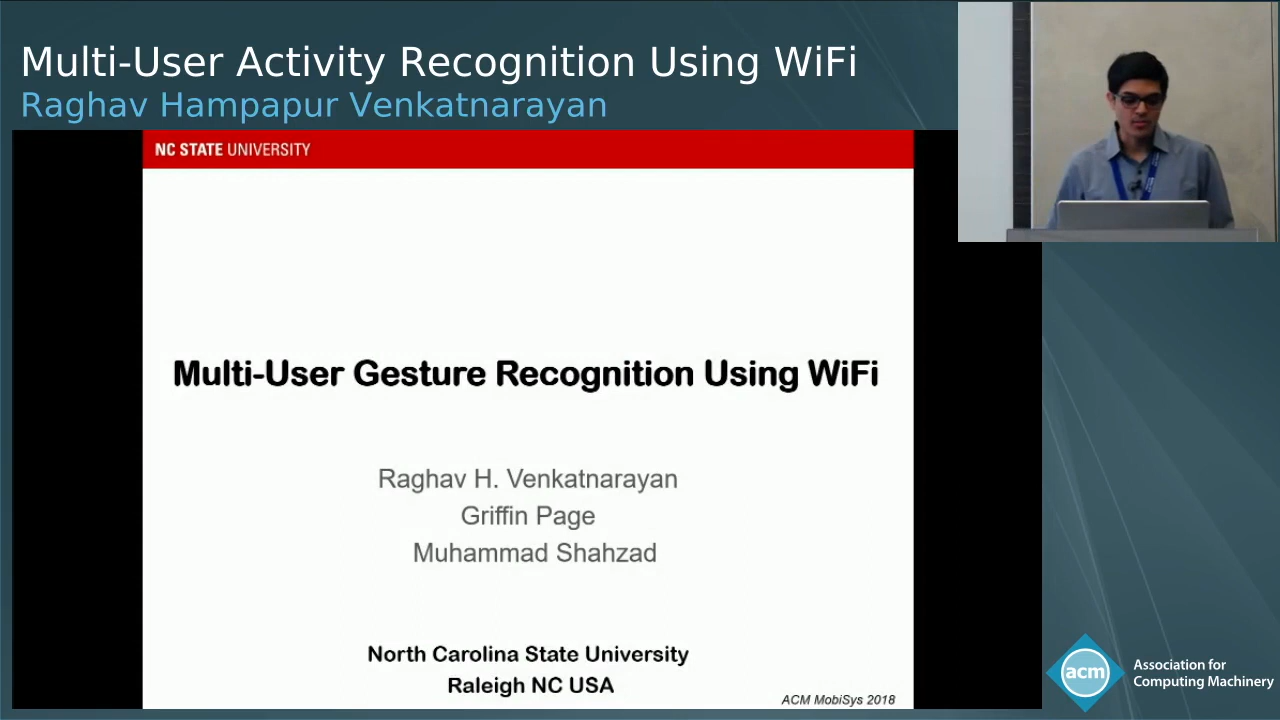 Multi-User Activity Recognition Using WiFi
Raghav Hampapur Venkatnarayan
NC STATE UNIVERSITY
Multi-User Gesture Recognition Using WiFi
Raghav H. Venkatnarayan
Griffin Page
Muhammad Shahzad
North Carolina State University
Raleigh NC USA
ACM MobiSys 2018
acm
Association for
Computing Machinery